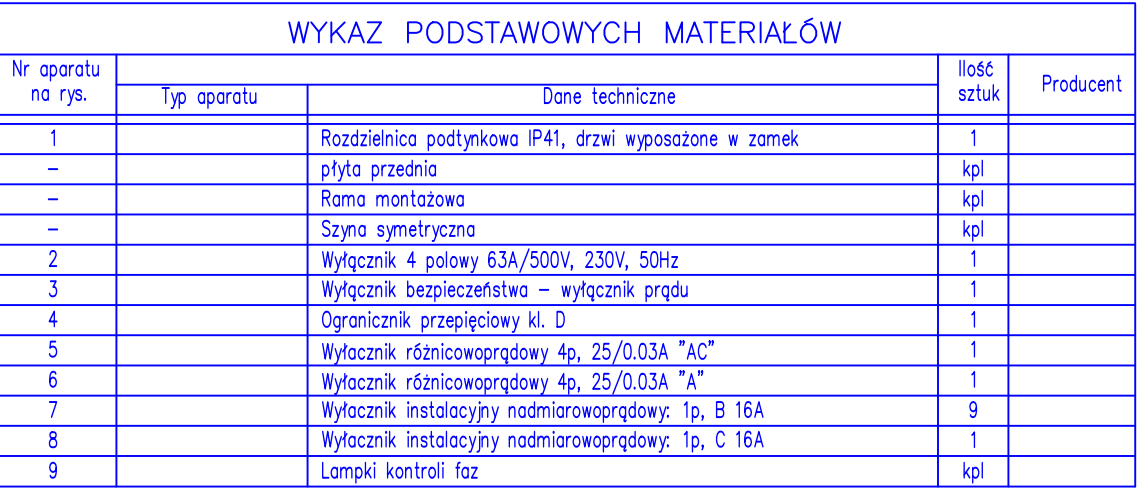 WYKAZ PODSTAWOWYCH MATERIAŁÓW
Nr aparatu na rys. Typ aparatu Dane techniczne Ilość sztuk Producent
1 Rozdzielnica podtynkowa IP41, drzwi wyposażone w zamek 1
– płyta przednia kpl
– Rama montażowa kpl
– Szyna symetryczna kpl
2 Wyłącznik 4 polowy 63A/500V, 230V, 50Hz 1
3 Wyłącznik bezpieczeństwa – wyłącznik prądu 1
4 Ogranicznik przepięciowy kl. D 1
5 Wyłacznik różnicowoprądowy 4p, 25/0.03A "AC" 1
6 Wyłacznik różnicowoprądowy 4p, 25/0.03A "A" 1
7 Wyłacznik instalacyjny nadmiarowoprądowy: 1p, B 16A 9
8 Wyłacznik instalacyjny nadmiarowoprądowy: 1p, C 16A 1
9 Lampki kontroli faz kpl